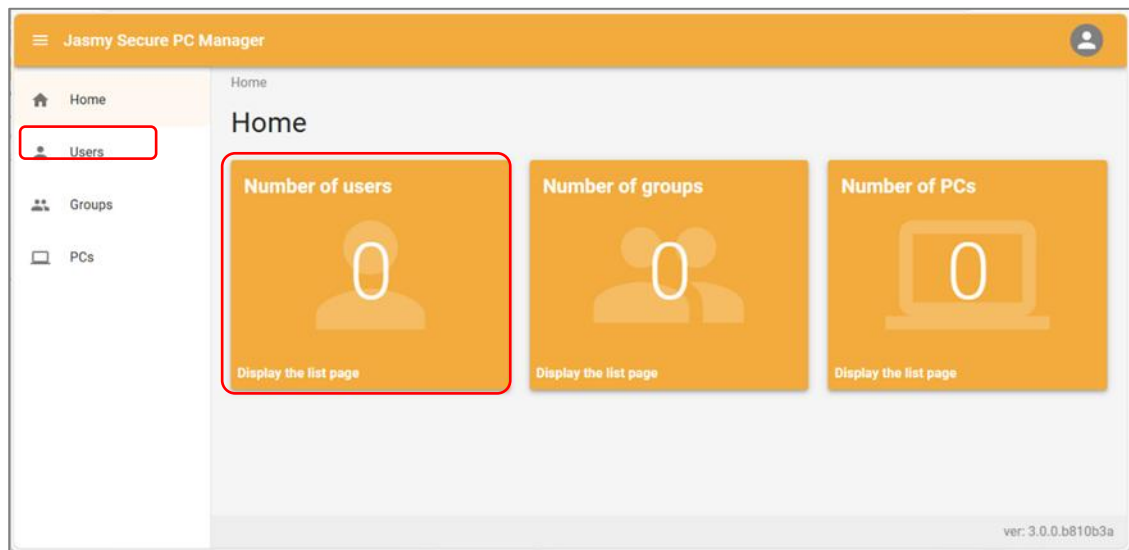 Jasmy Secure PC Manager
Home
Users
Groups
PCs
Home
Home
Number of users
0
Display the list page
Number of groups
0
Display the list page
Number of PCs
0
Display the list page
ver: 3.0.0.b810b3a